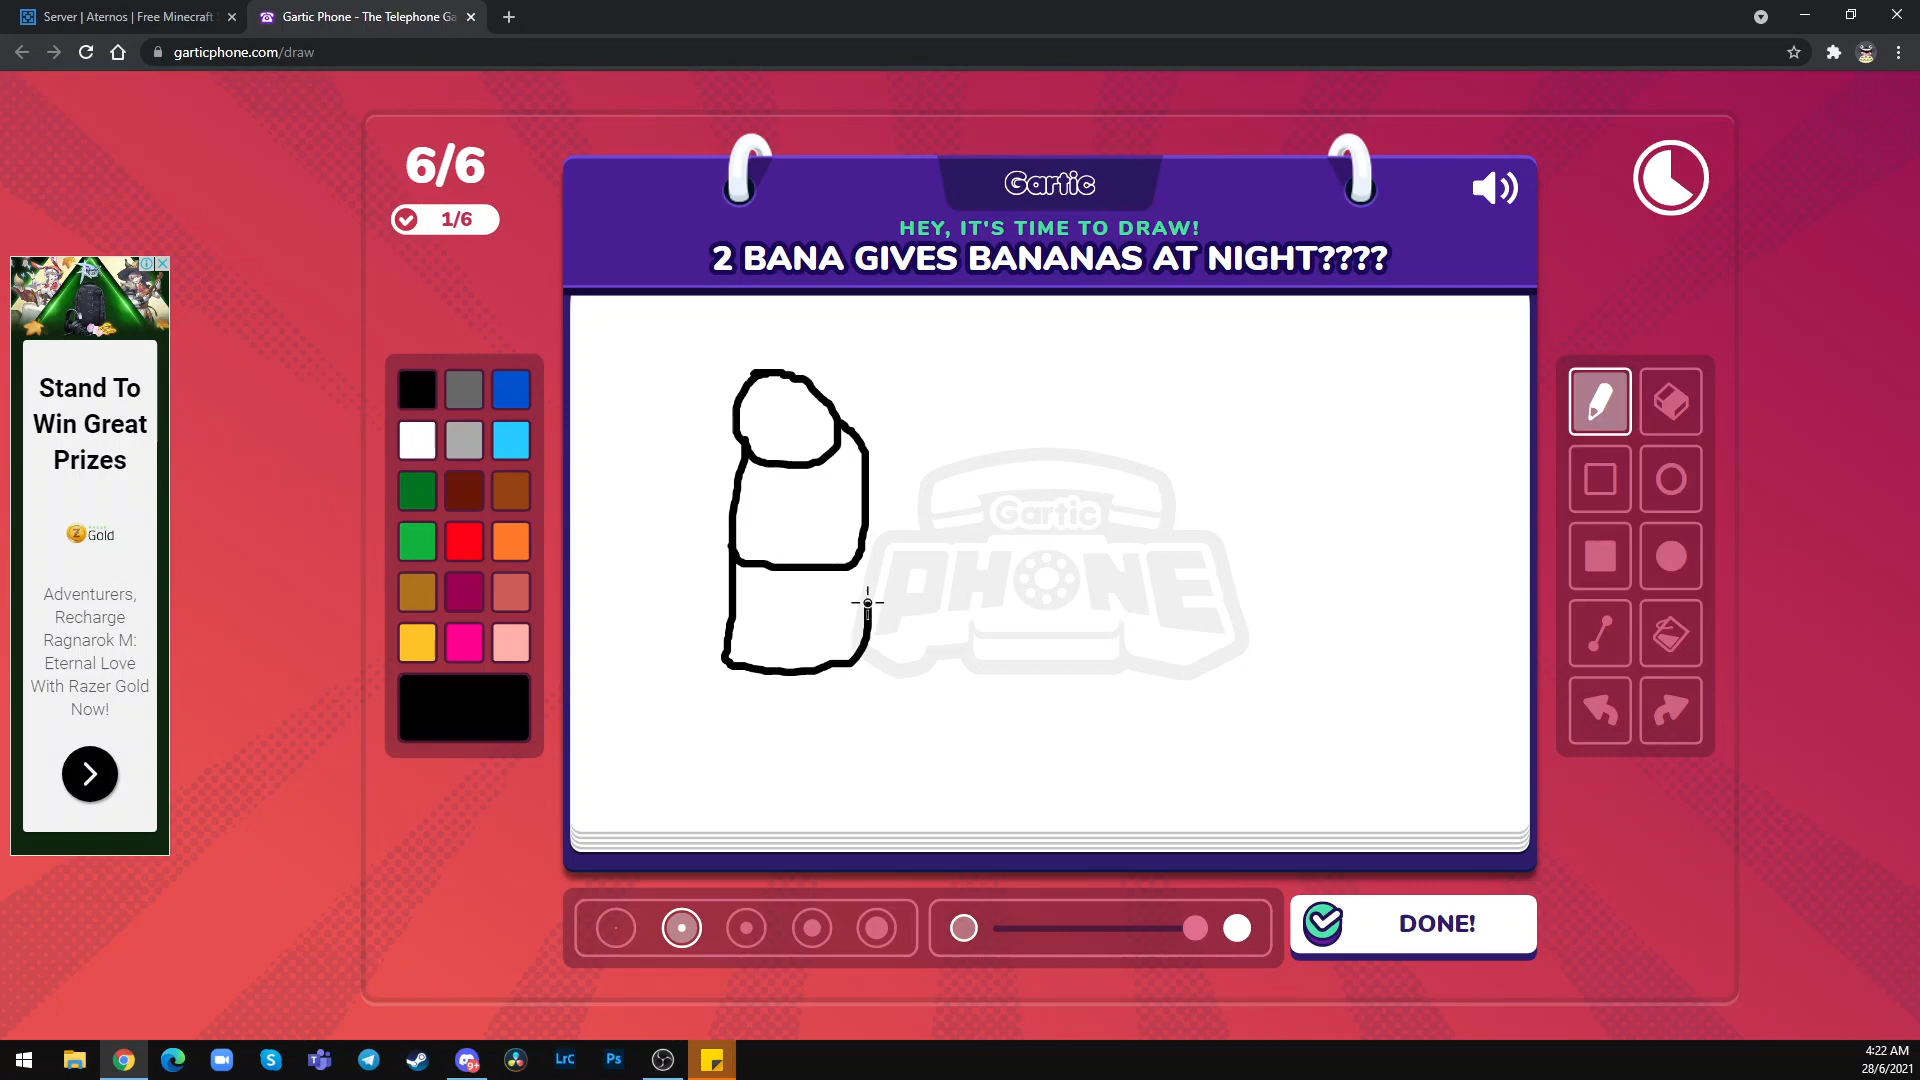 Server | Aternos | Free Minecraft
Gartic Phone - The Telephone Ga
garticphone.com/draw
6/6
1/6
Gartic
HEY, IT'S TIME TO DRAW!
2 BANA GIVES BANANAS AT NIGHT????
Stand To
Win Great
Prizes
Gold
Adventurers,
Recharge
Ragnarok M:
Eternal Love
With Razer Gold
Now!
Gartic
PHONE
DONE!
9+
LrC
Ps
4:22 AM
28/6/2021